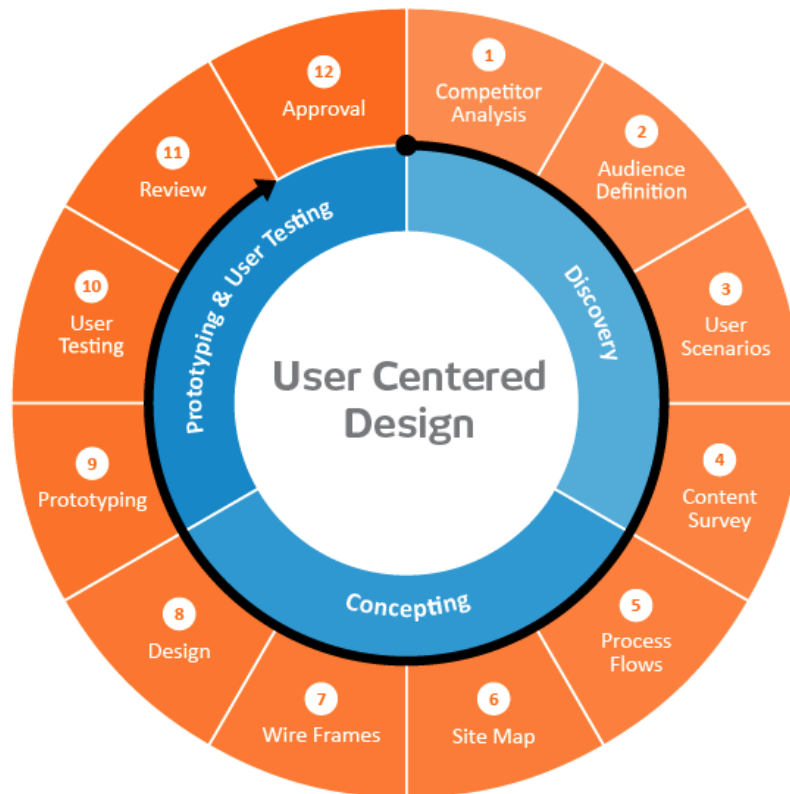 1
Competitor
Analysis
2
Audience
Definition
3
User
Scenarios
4
Content
Survey
5
Process
Flows
6
Site Map
7
Wire Frames
8
Design
9
Prototyping
10
User
Testing
11
Review
12
Approval
Discovery
Concepting
Prototyping & User Testing
User Centered
Design